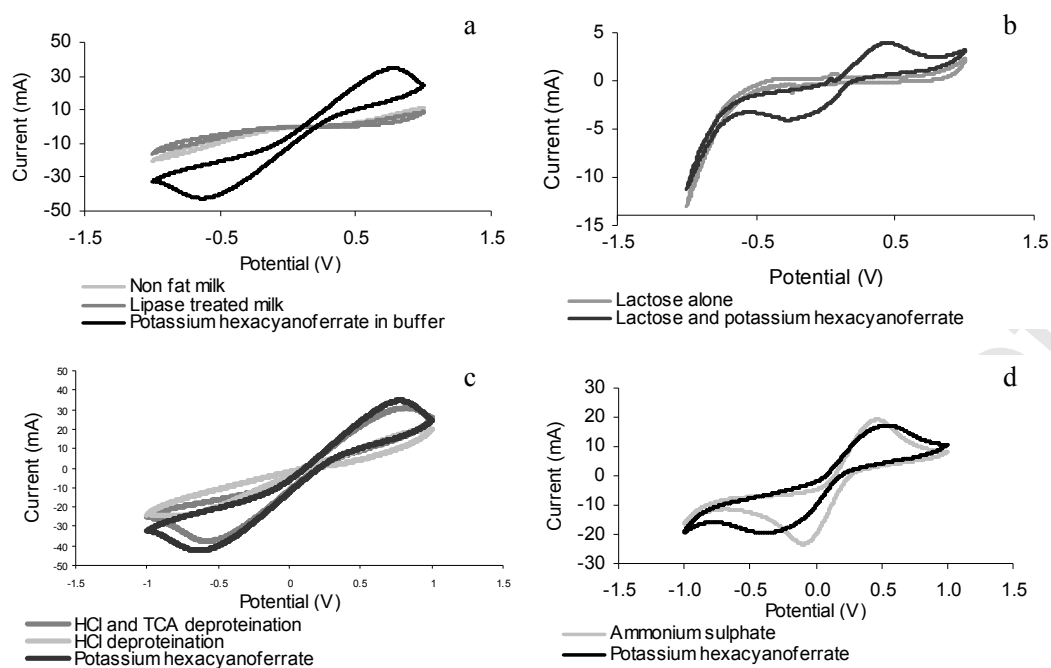 a
50
30
10
-10
-30
-50
Current (mA)
-1.5
-0.5
0.5
1.5
Potential (V)
Non fat milk
Lipase treated milk
Potassium hexacyanoferrate in buffer
b
5
0
-5
-10
-15
Current (mA)
-1.5
-0.5
0.5
1.5
Potential (V)
Lactose alone
Lactose and potassium hexacyanoferrate
c
50
40
30
20
10
0
-10
-20
-30
-40
-50
Current (mA)
-1.5
-1
-0.5
0
0.5
1
1.5
Potential (V)
HCl and TCA deproteination
HCl deproteination
Potassium hexacyanoferrate
d
30
20
10
0
-10
-20
-30
Current (mA)
-1.5
-1.0
-0.5
0.0
0.5
1.0
1.5
Potential (V)
Ammonium sulphate
Potassium hexacyanoferrate